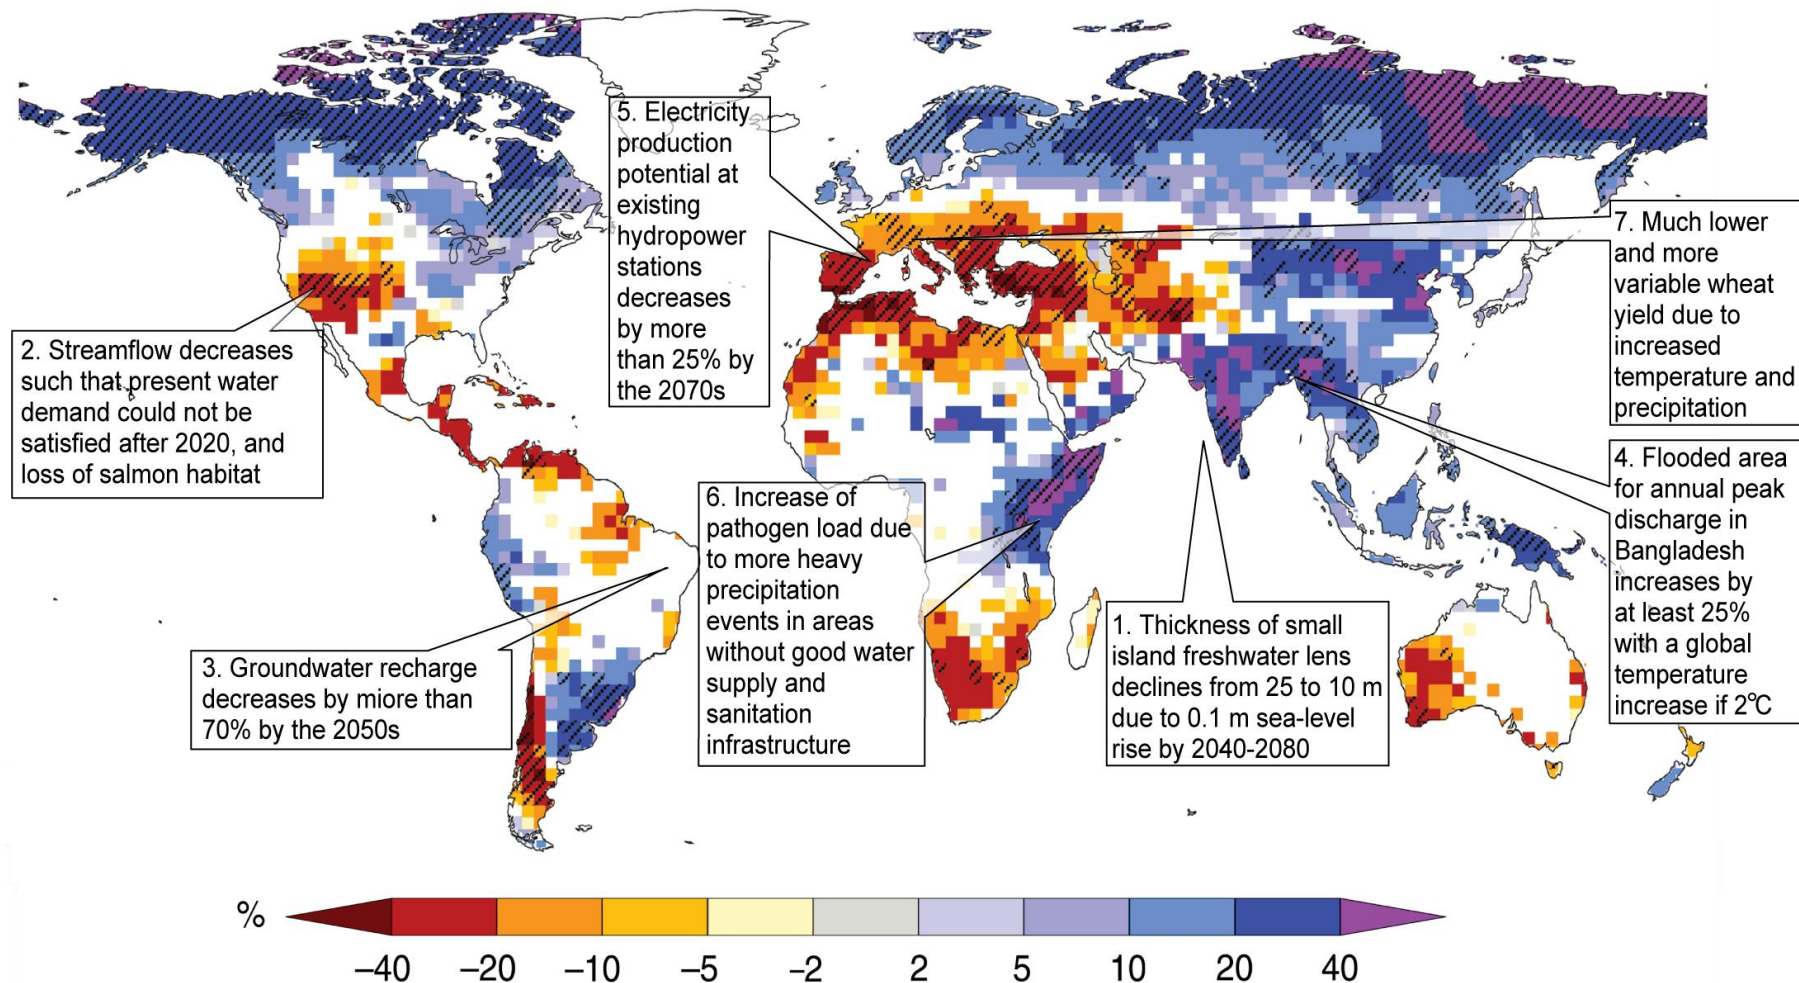 5. Electricity
production
potential at
existing
hydropower
stations
decreases
by more
than 25% by
the 2070s
7. Much lower
and more
variable wheat
yield due to
increased
temperature and
precipitation
2. Streamflow decreases
such that present water
demand could not be
satisfied after 2020, and
loss of salmon habitat
4. Flooded area
for annual peak
discharge in
Bangladesh
increases by
at least 25%
with a global
temperature
increase if 2°C
6. Increase of
pathogen load due
to more heavy
precipitation
events in areas
without good water
supply and
sanitation
infrastructure
1. Thickness of small
island freshwater lens
declines from 25 to 10 m
due to 0.1 m sea-level
rise by 2040-2080
3. Groundwater recharge
decreases by miore than
70% by the 2050s
%
–40 –20 –10 –5 –2 2 5 10 20 40